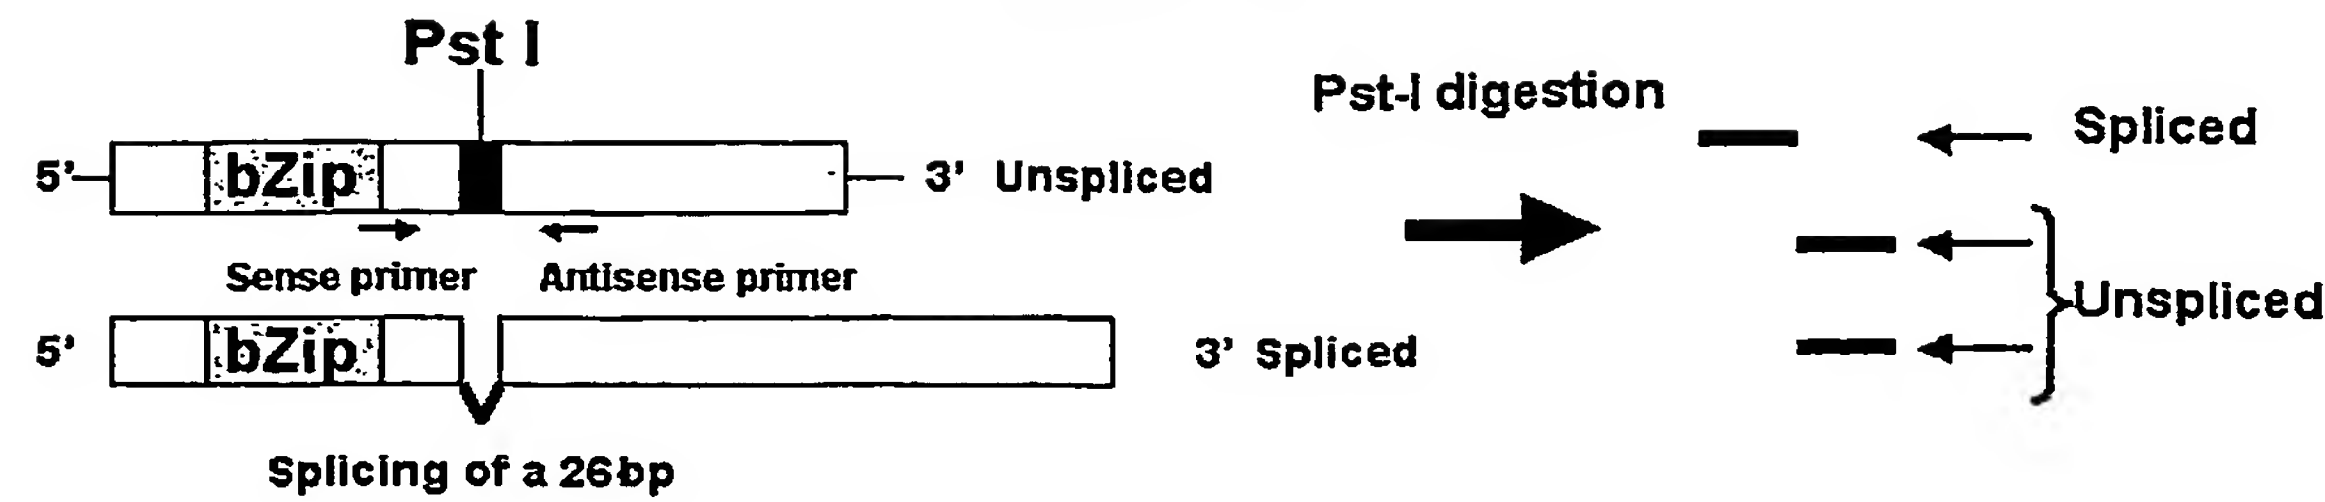 Pst I
Pst-I digestion
Spliced
5' bZip 3' Unspliced
Sense primer Antisense primer
Unspliced
5' bZip 3' Spliced
Splicing of a 26bp